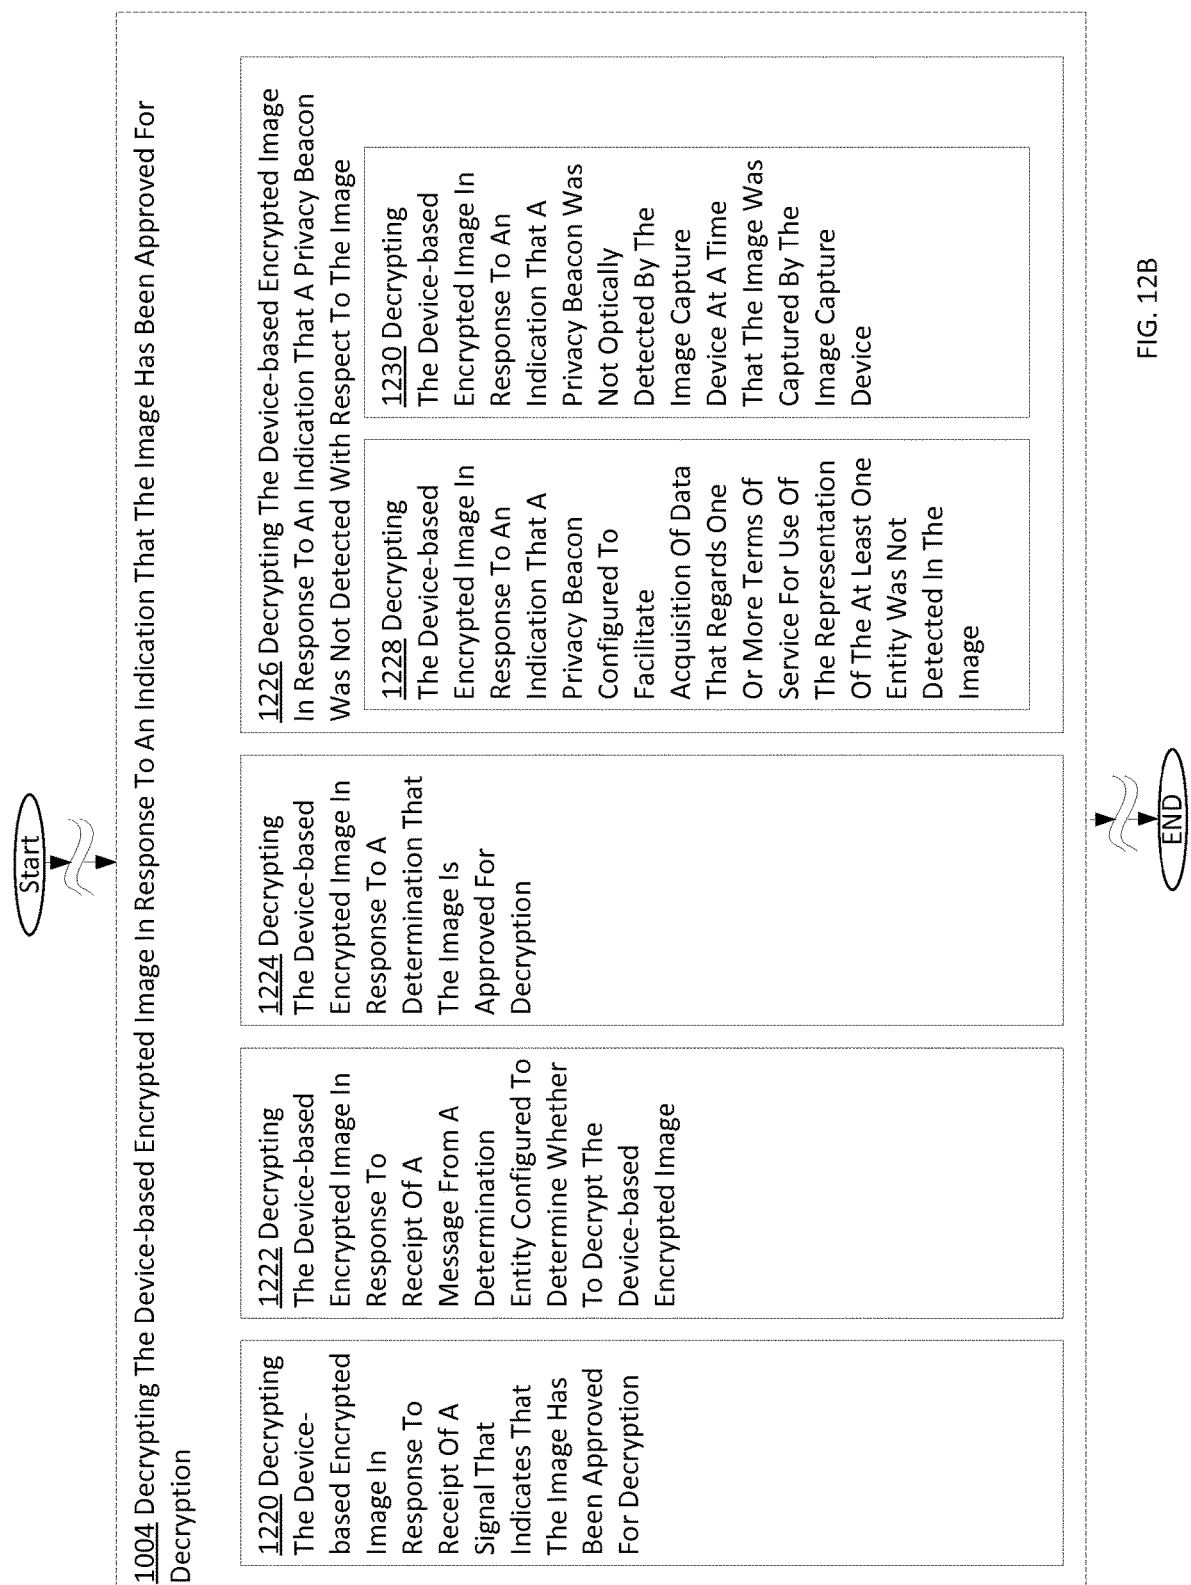 Start
1004 Decrypting The Device-based Encrypted Image In Response To An Indication That The Image Has Been Approved For
Decryption
1220 Decrypting
The Device-
based Encrypted
Image In
Response To
Receipt Of A
Signal That
Indicates That
The Image Has
Been Approved
For Decryption
1222 Decrypting
The Device-based
Encrypted Image In
Response To
Receipt Of A
Message From A
Determination
Entity Configured To
Determine Whether
To Decrypt The
Device-based
Encrypted Image
1224 Decrypting
The Device-based
Encrypted Image In
Response To A
Determination That
The Image Is
Approved For
Decryption
1226 Decrypting The Device-based Encrypted Image
In Response To An Indication That A Privacy Beacon
Was Not Detected With Respect To The Image
1228 Decrypting
The Device-based
Encrypted Image In
Response To An
Indication That A
Privacy Beacon
Configured To
Facilitate
Acquisition Of Data
That Regards One
Or More Terms Of
Service For Use Of
The Representation
Of The At Least One
Entity Was Not
Detected In The
Image
1230 Decrypting
The Device-based
Encrypted Image In
Response To An
Indication That A
Privacy Beacon Was
Not Optically
Detected By The
Image Capture
Device At A Time
That The Image Was
Captured By The
Image Capture
Device
END
FIG. 12B